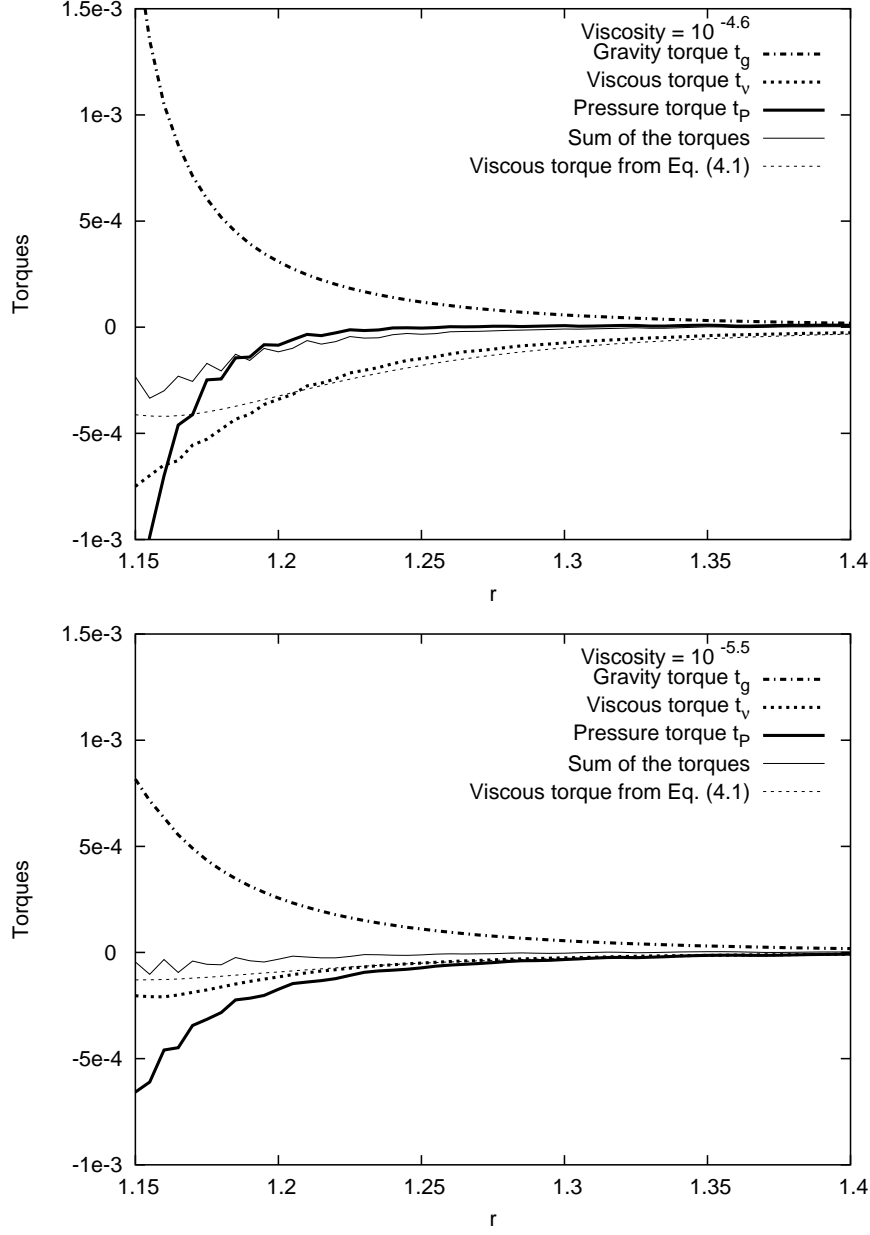 1.5e-3
Viscosity = 10 -4.6
Gravity torque tg
Viscous torque tν
Pressure torque tP
Sum of the torques
Viscous torque from Eq. (4.1)
1e-3
5e-4
0
-5e-4
-1e-3
Torques
1.15
1.2
1.25
1.3
1.35
1.4
r
1.5e-3
Viscosity = 10 -5.5
Gravity torque tg
Viscous torque tν
Pressure torque tP
Sum of the torques
Viscous torque from Eq. (4.1)
1e-3
5e-4
0
-5e-4
-1e-3
Torques
1.15
1.2
1.25
1.3
1.35
1.4
r